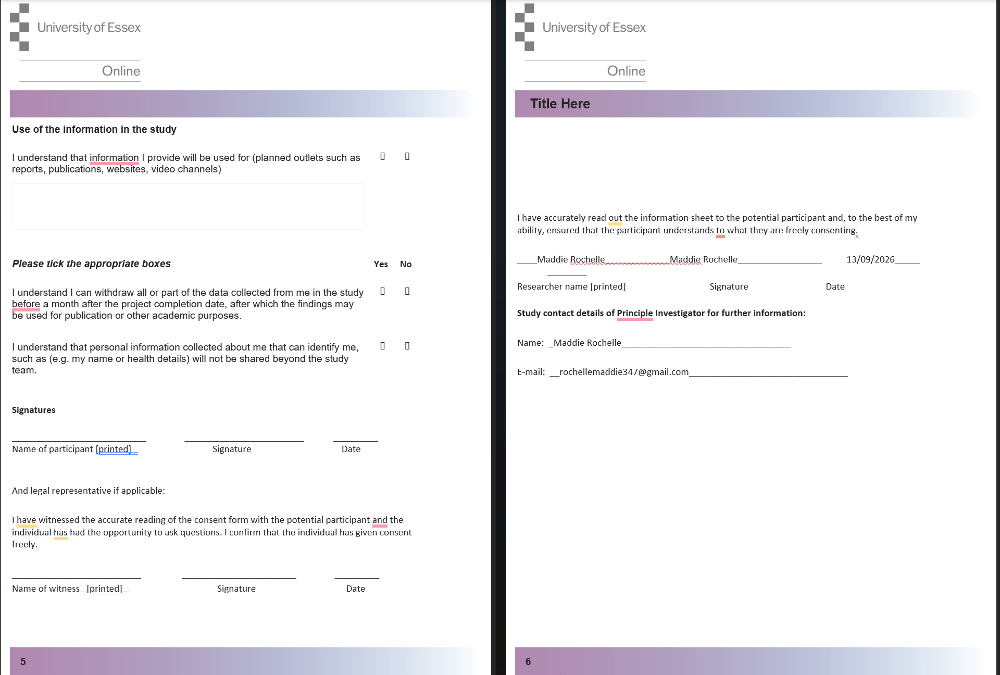 University of Essex
Online
Use of the information in the study
I understand that information I provide will be used for (planned outlets such as
reports, publications, websites, video channels)
Please tick the appropriate boxes Yes No
I understand I can withdraw all or part of the data collected from me in the study
before a month after the project completion date, after which the findings may
be used for publication or other academic purposes.
I understand that personal information collected about me that can identify me,
such as (e.g. my name or health details) will not be shared beyond the study
team.
Signatures
Name of participant [printed] Signature Date
And legal representative if applicable:
I have witnessed the accurate reading of the consent form with the potential participant and the
individual has had the opportunity to ask questions. I confirm that the individual has given consent
freely.
Name of witness [printed] Signature Date
5
University of Essex
Online
Title Here
I have accurately read out the information sheet to the potential participant and, to the best of my
ability, ensured that the participant understands to what they are freely consenting.
____Maddie Rochelle_____________Maddie Rochelle_________________ 13/09/2026_____
________
Researcher name [printed] Signature Date
Study contact details of Principle Investigator for further information:
Name: _Maddie Rochelle__________________________________
E-mail: __rochellemaddie347@gmail.com________________________________
6